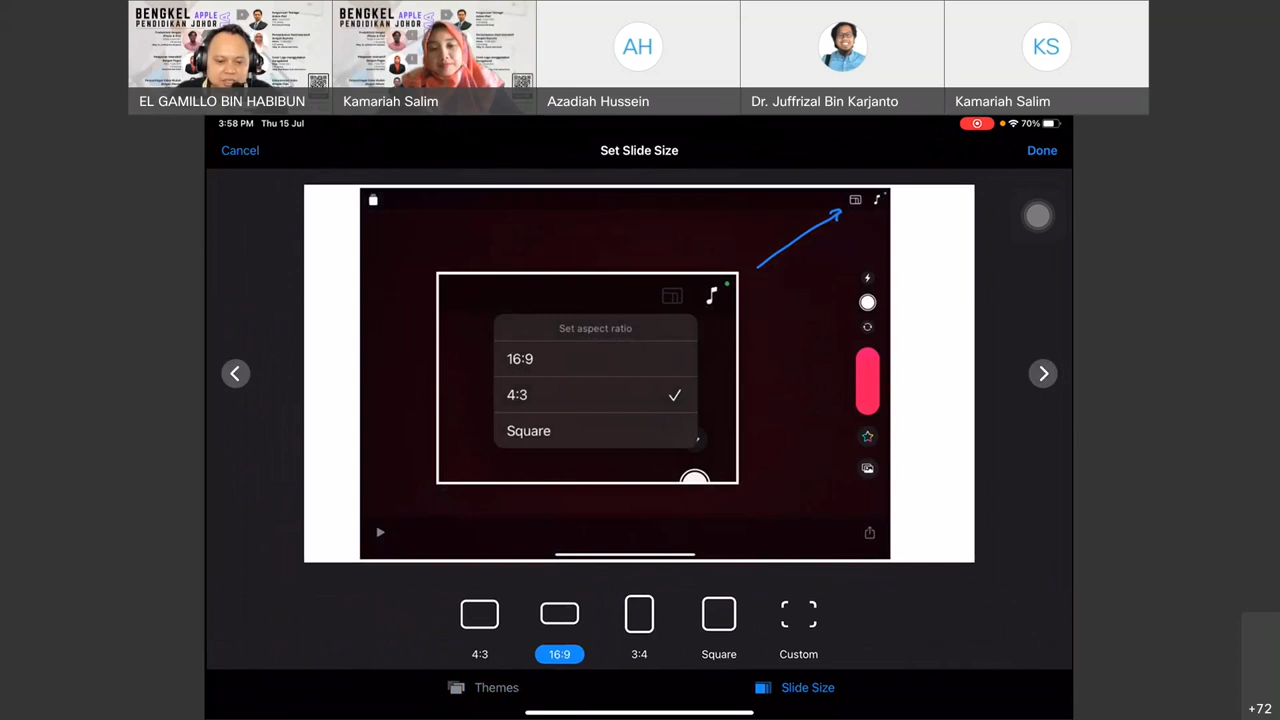 BENGKEL APPLE
PENDIDIKAN JOHOR
BENGKEL APPLE
PENDIDIKAN JOHOR
AH
KS
EL GAMILLO BIN HABIBUN
Kamariah Salim
Azadiah Hussein
Dr. Juffrizal Bin Karjanto
Kamariah Salim
3:58 PM Thu 15 Jul
70%
Cancel
Set Slide Size
Done
Set aspect ratio
16:9
4:3
Square
4:3
16:9
3:4
Square
Custom
Themes
Slide Size
+72